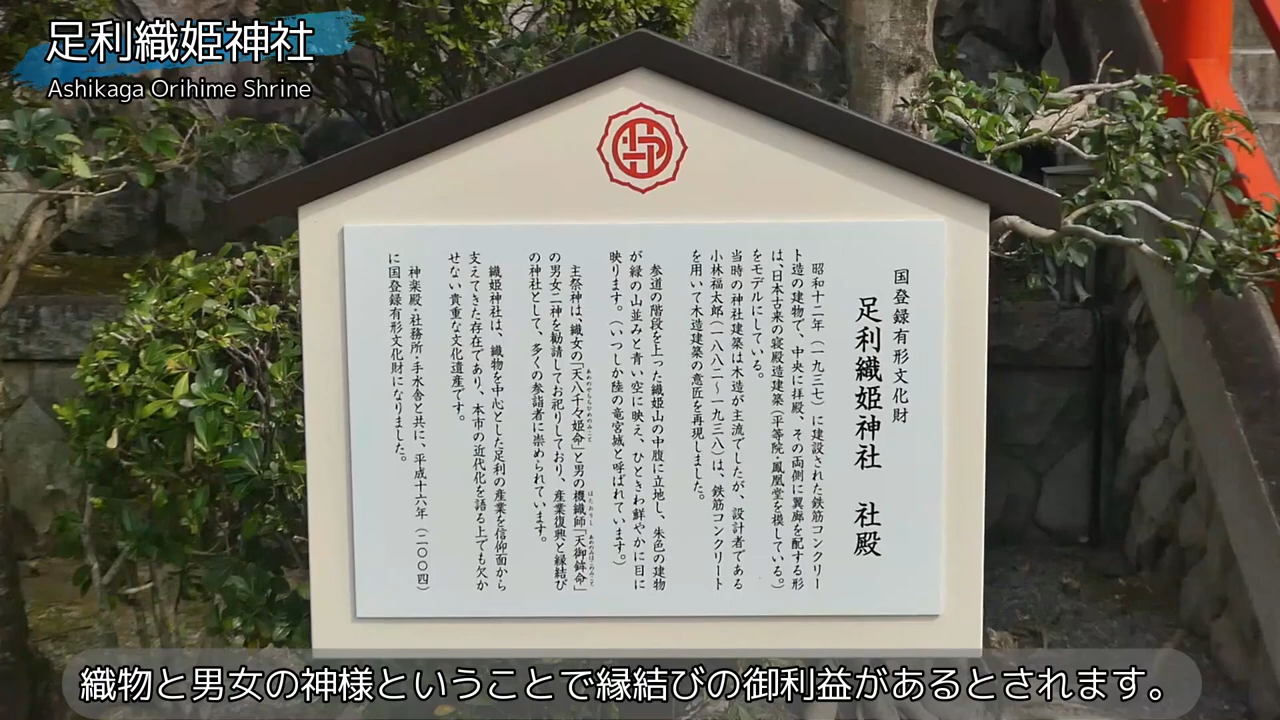 足利織姫神社
Ashikaga Orihime Shrine
国登録有形文化財
足利織姫神社 社殿
昭和十二年(一九三七)に建設された鉄筋コンクリー
ト造の建物で、中央に拝殿、その両側に翼廊を配する形
は、日本古来の寝殿造建築(平等院・鳳凰堂を模している。)
をモデルにしている。
当時の神社建築は木造が主流でしたが、設計者である
小林福太郎(一八八二~一九三八)は、鉄筋コンクリート
を用いて木造建築の意匠を再現しました。
参道の階段を上った織姫山の中腹に立地し、朱色の建物
が緑の山並みと青い空に映え、ひときわ鮮やかに目に
映ります。(いつしか陸の竜宮城と呼ばれています。)
主祭神は、織女の「天八千々姫命」と男の機織師「天御鉾命」
の男女二神を勧請してお祀りしており、産業復興と縁結び
の神社として、多くの参詣者に崇められています。
織姫神社は、織物を中心とした足利の産業を信仰面から
支えてきた存在であり、本市の近代化を語る上でも欠か
せない貴重な文化遺産です。
神楽殿・社務所・手水舎と共に、平成十六年(二〇〇四)
に国登録有形文化財になりました。
織物と男女の神様ということで縁結びの御利益があるとされます。